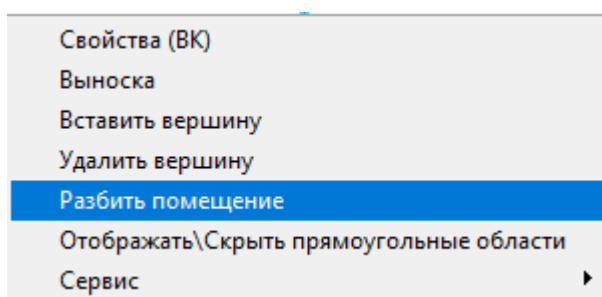 Свойства (ВК)
Выноска
Вставить вершину
Удалить вершину
Разбить помещение
Отображать\Скрыть прямоугольные области
Сервис